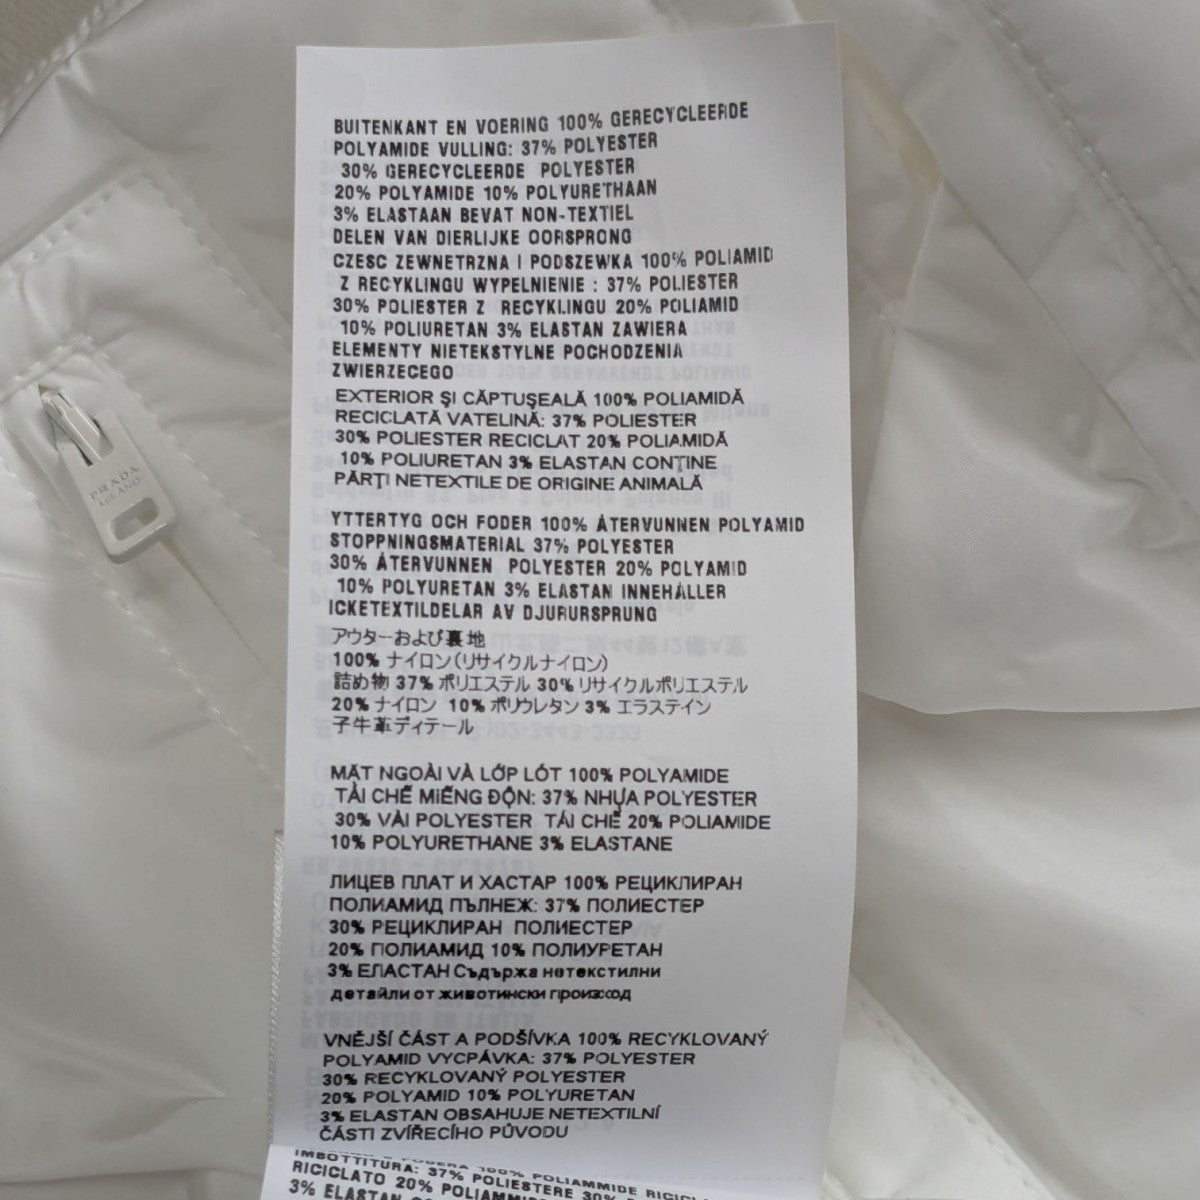 BUITENKANT EN VOERING 100% GERECYCLEERDE
POLYAMIDE VULLING: 37% POLYESTER
30% GERECYCLEERDE POLYESTER
20% POLYAMIDE 10% POLYURETHAAN
3% ELASTAAN BEVAT NON-TEXTIEL
DELEN VAN DIERLIJKE OORSPRONG
CZESC ZEWNETRZNA I PODSZEWKA 100% POLIAMID
Z RECYKLINGU WYPELNIENIE : 37% POLIESTER
30% POLIESTER Z RECYKLINGU 20% POLIAMID
10% POLIURETAN 3% ELASTAN ZAWIERA
ELEMENTY NIETEKSTYLNE POCHODZENIA
ZWIERZECEGO
EXTERIOR ŞI CĂPTUŞEALĂ 100% POLIAMIDĂ
RECICLATĂ VATELINĂ: 37% POLIESTER
30% POLIESTER RECICLAT 20% POLIAMIDĂ
10% POLIURETAN 3% ELASTAN CONȚINE
PĂRȚI NETEXTILE DE ORIGINE ANIMALĂ
YTTERTYG OCH FODER 100% ÅTERVUNNEN POLYAMID
STOPPNINGSMATERIAL 37% POLYESTER
30% ÅTERVUNNEN POLYESTER 20% POLYAMID
10% POLYURETAN 3% ELASTAN INNEHÅLLER
ICKETEXTILDELAR AV DJURURSPRUNG
アウターおよび裏地
100% ナイロン(リサイクルナイロン)
詰め物 37% ポリエステル 30% リサイクルポリエステル
20% ナイロン 10% ポリウレタン 3% エラステイン
子牛革ディテール
MẶT NGOÀI VÀ LỚP LÓT 100% POLYAMIDE
TÁI CHẾ MIẾNG ĐỘN: 37% NHỰA POLYESTER
30% VẢI POLYESTER TÁI CHẾ 20% POLIAMIDE
10% POLYURETHANE 3% ELASTANE
ЛИЦЕВ ПЛАТ И ХАСТАР 100% РЕЦИКЛИРАН
ПОЛИАМИД ПЪЛНЕЖ: 37% ПОЛИЕСТЕР
30% РЕЦИКЛИРАН ПОЛИЕСТЕР
20% ПОЛИАМИД 10% ПОЛИУРЕТАН
3% ЕЛАСТАН Съдържа нетекстилни
детайли от животински произход
VNĚJŠÍ ČÁST A PODŠÍVKA 100% RECYKLOVANÝ
POLYAMID VYCPÁVKA: 37% POLYESTER
30% RECYKLOVANÝ POLYESTER
20% POLYAMID 10% POLYURETAN
3% ELASTAN OBSAHUJE NETEXTILNÍ
ČÁSTI ZVÍŘECÍHO PŮVODU
100% POLIAMMIDE
IMBOTTITURA: 37% POLIESTERE 30%
RICICLATO 20%
3% ELASTAN
PRADA
MILANO